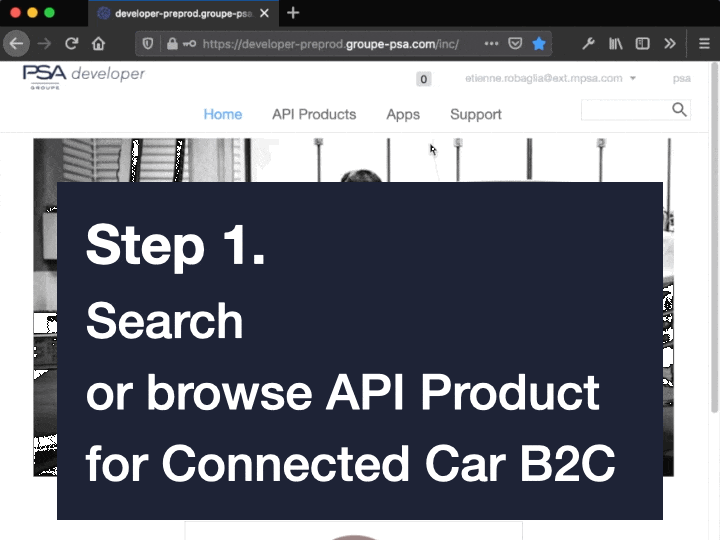 developer-preprod.groupe-psa.
https://developer-preprod.groupe-psa.com/inc/
PSA developer
GROUPE
0
etienne.robaglia@ext.mpsa.com
psa
Home
API Products
Apps
Support
Step 1.
Search
or browse API Product
for Connected Car B2C